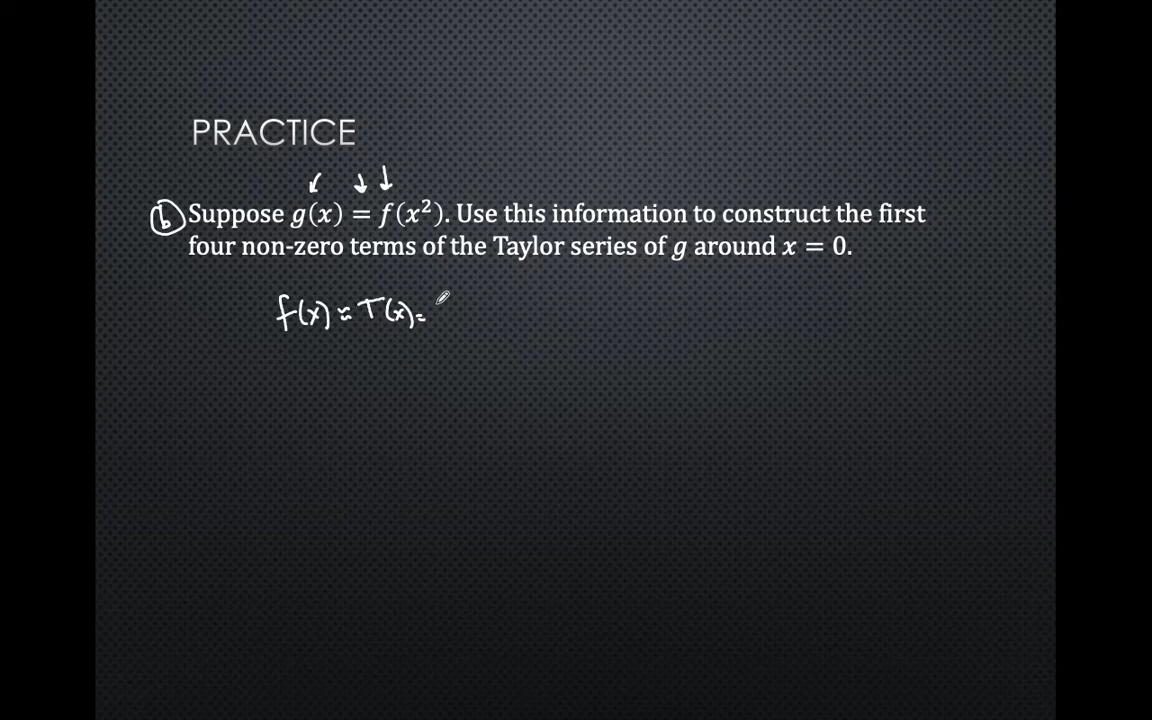 PRACTICE
(b) Suppose g(x) = f(x²). Use this information to construct the first
four non-zero terms of the Taylor series of g around x = 0.
f(x) ≈ T(x) =